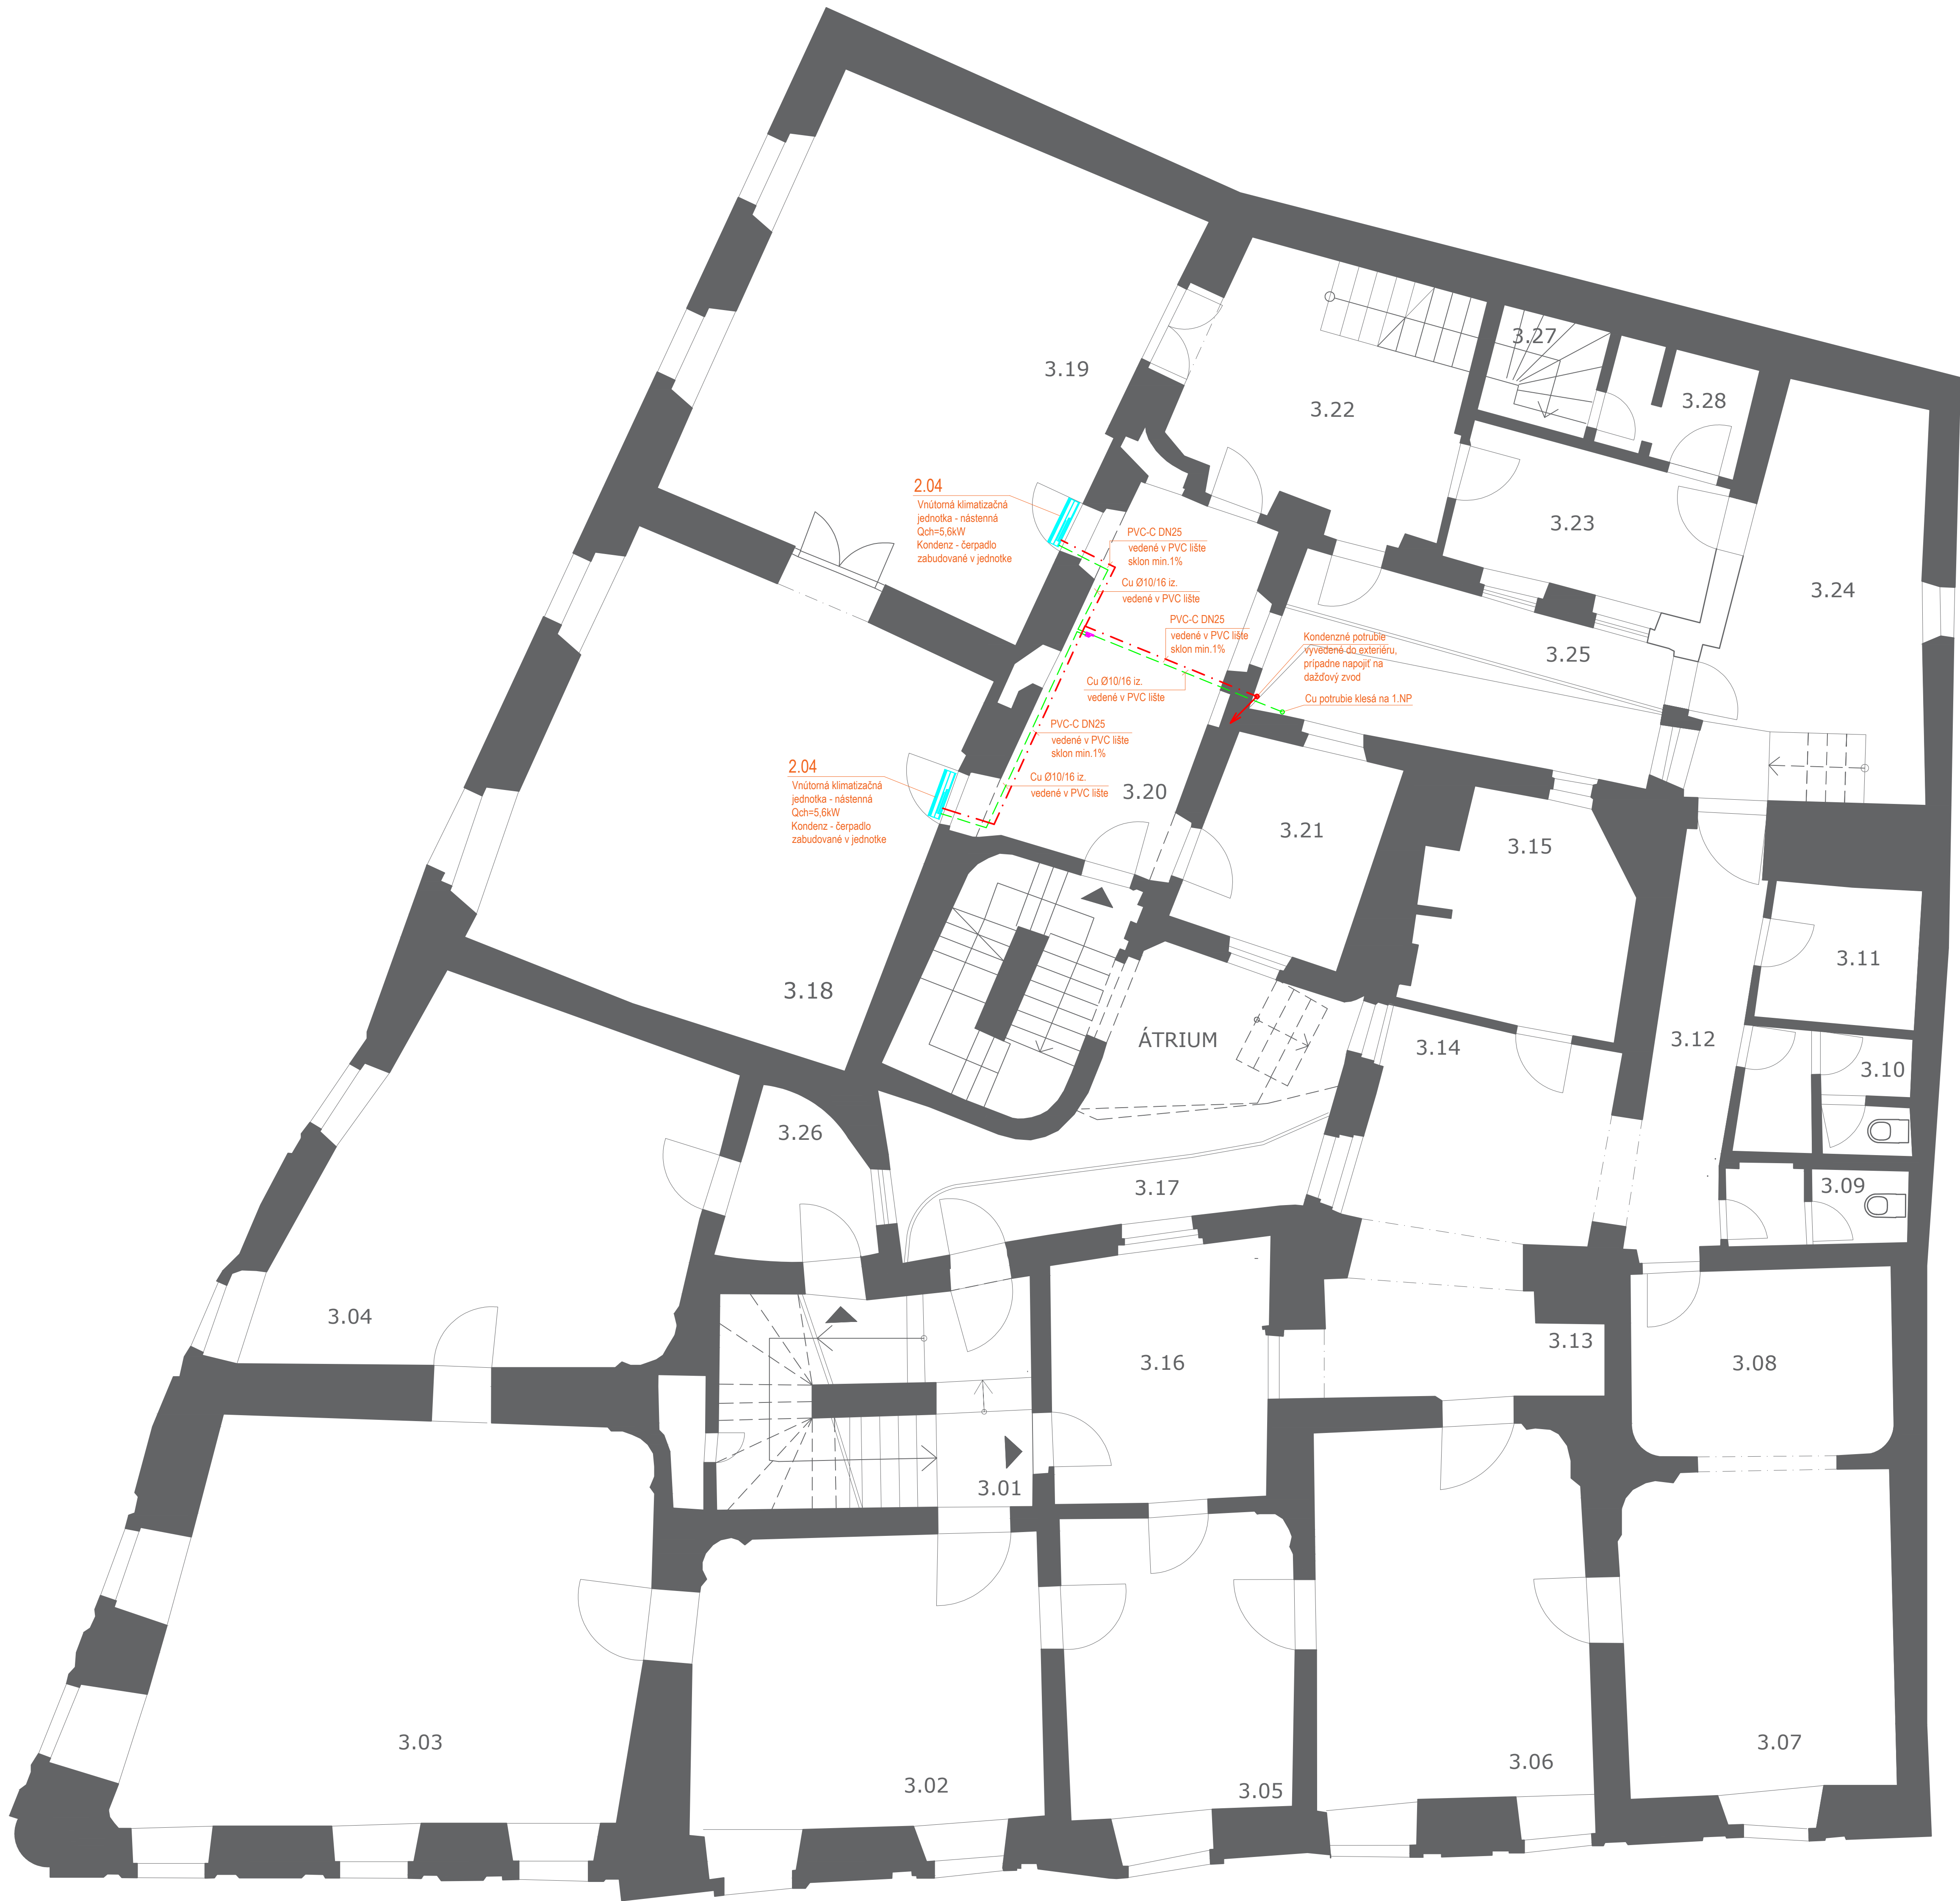 3.27
3.19
3.28
3.22
2.04
Vnútorná klimatizačná
jednotka - nástenná
Qch=5,6kW
Kondenz - čerpadlo
zabudované v jednotke
PVC-C DN25
vedené v PVC lište
sklon min.1%
3.23
Cu Ø10/16 iz.
vedené v PVC lište
3.24
PVC-C DN25
vedené v PVC lište
sklon min.1%
Kondenzné potrubie
vyvedené do exteriéru,
prípadne napojiť na
dažďový zvod
3.25
Cu Ø10/16 iz.
vedené v PVC lište
Cu potrubie klesá na 1.NP
PVC-C DN25
vedené v PVC lište
sklon min.1%
2.04
Vnútorná klimatizačná
jednotka - nástenná
Qch=5,6kW
Kondenz - čerpadlo
zabudované v jednotke
Cu Ø10/16 iz.
vedené v PVC lište
3.20
3.21
3.15
3.11
3.18
ÁTRIUM
3.14
3.12
3.10
3.26
3.17
3.09
3.04
3.16
3.13
3.08
3.01
3.03
3.02
3.05
3.06
3.07